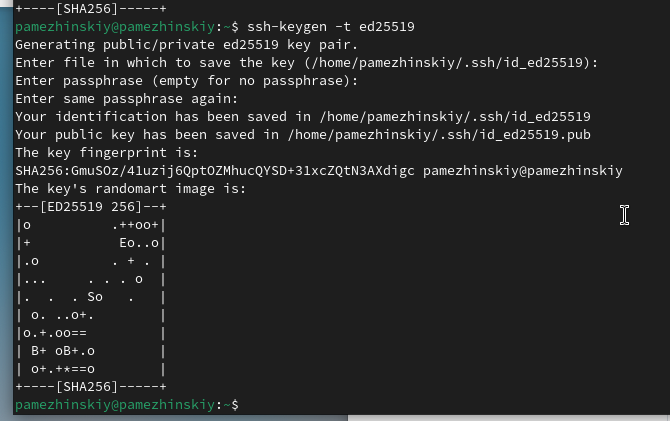 +----[SHA256]-----+
pamezhinskiy@pamezhinskiy:~$ ssh-keygen -t ed25519
Generating public/private ed25519 key pair.
Enter file in which to save the key (/home/pamezhinskiy/.ssh/id_ed25519):
Enter passphrase (empty for no passphrase):
Enter same passphrase again:
Your identification has been saved in /home/pamezhinskiy/.ssh/id_ed25519
Your public key has been saved in /home/pamezhinskiy/.ssh/id_ed25519.pub
The key fingerprint is:
SHA256:GmuSOz/41uzij6QptOZMhucQYSD+31xcZQtN3AXdigc pamezhinskiy@pamezhinskiy
The key's randomart image is:
+--[ED25519 256]--+
|o          .++oo+|
|+           Eo..o|
|.o         . + . |
|...     . . . o  |
|.  .  . So   .   |
| o. ..o+.        |
|o.+.oo==         |
| B+ oB+.o        |
| o+.+*==o        |
+----[SHA256]-----+
pamezhinskiy@pamezhinskiy:~$